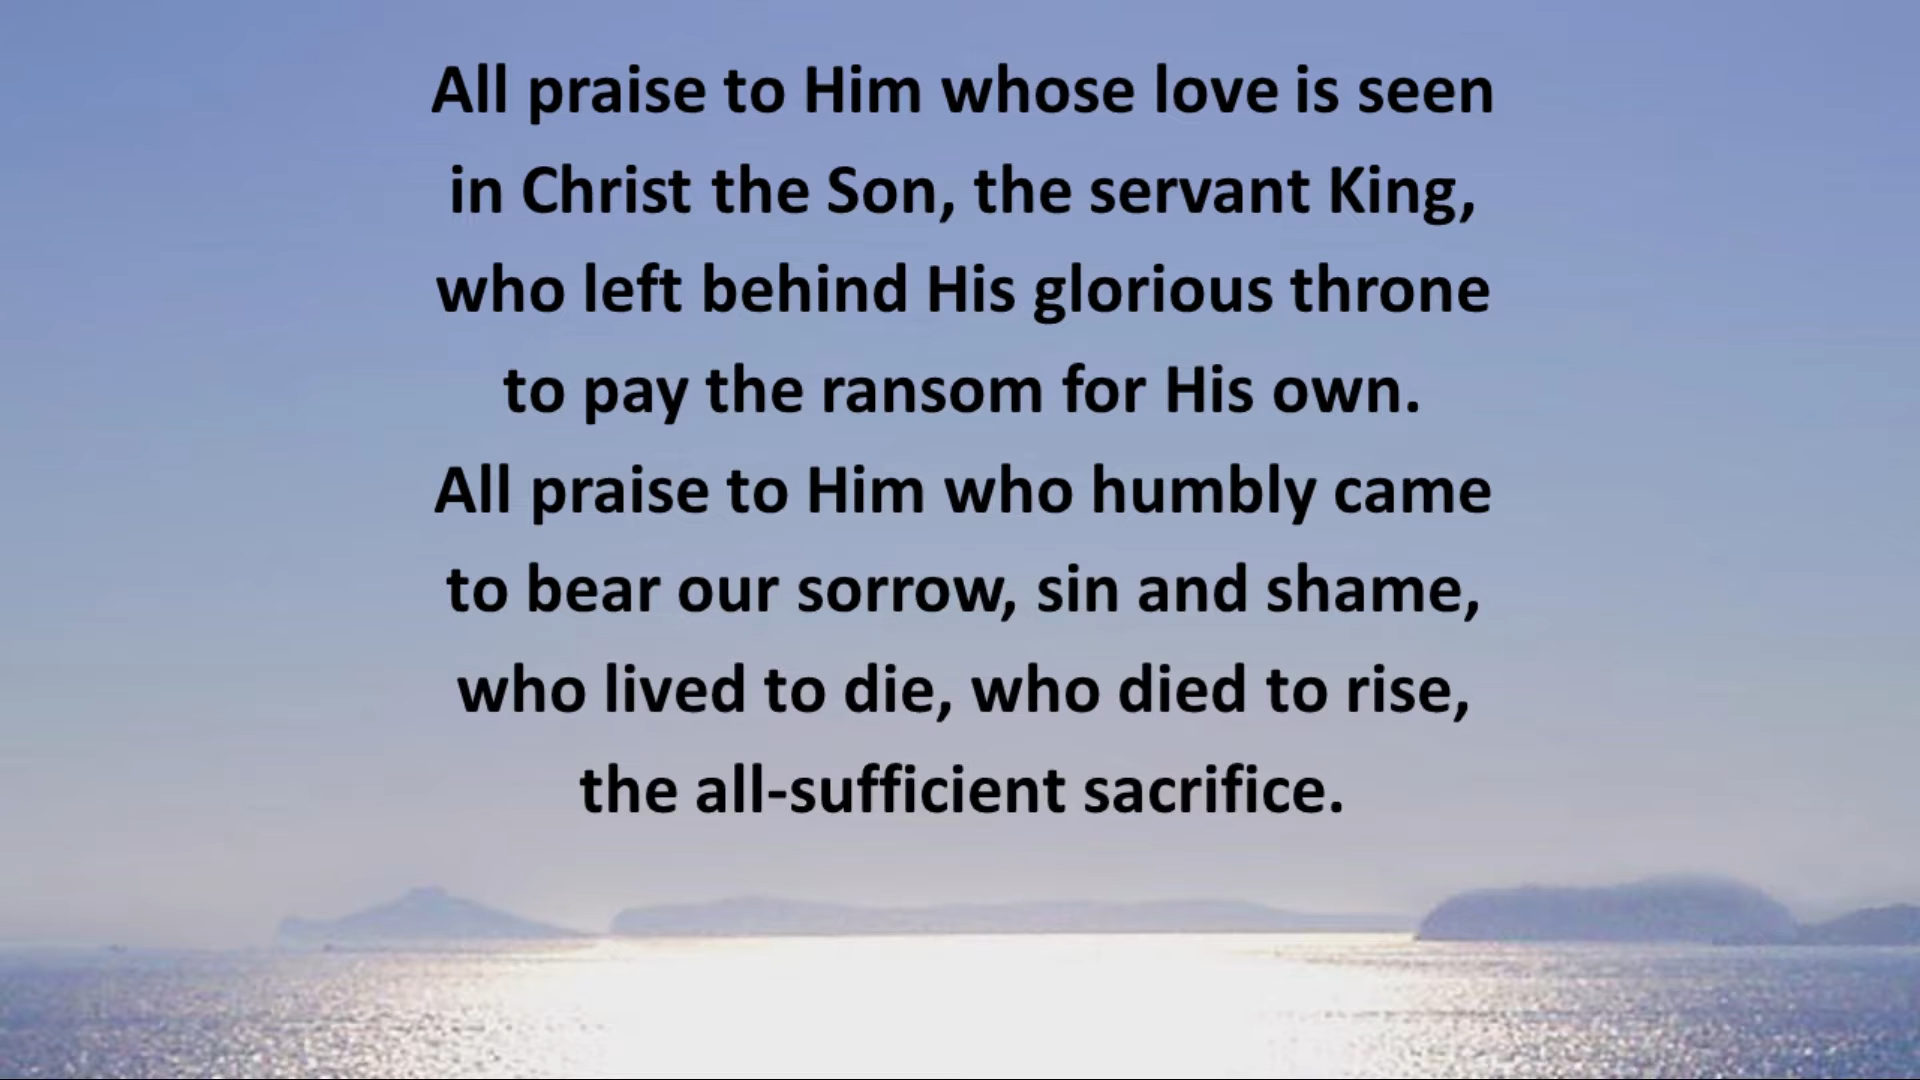 All praise to Him whose love is seen
in Christ the Son, the servant King,
who left behind His glorious throne
to pay the ransom for His own.
All praise to Him who humbly came
to bear our sorrow, sin and shame,
who lived to die, who died to rise,
the all-sufficient sacrifice.